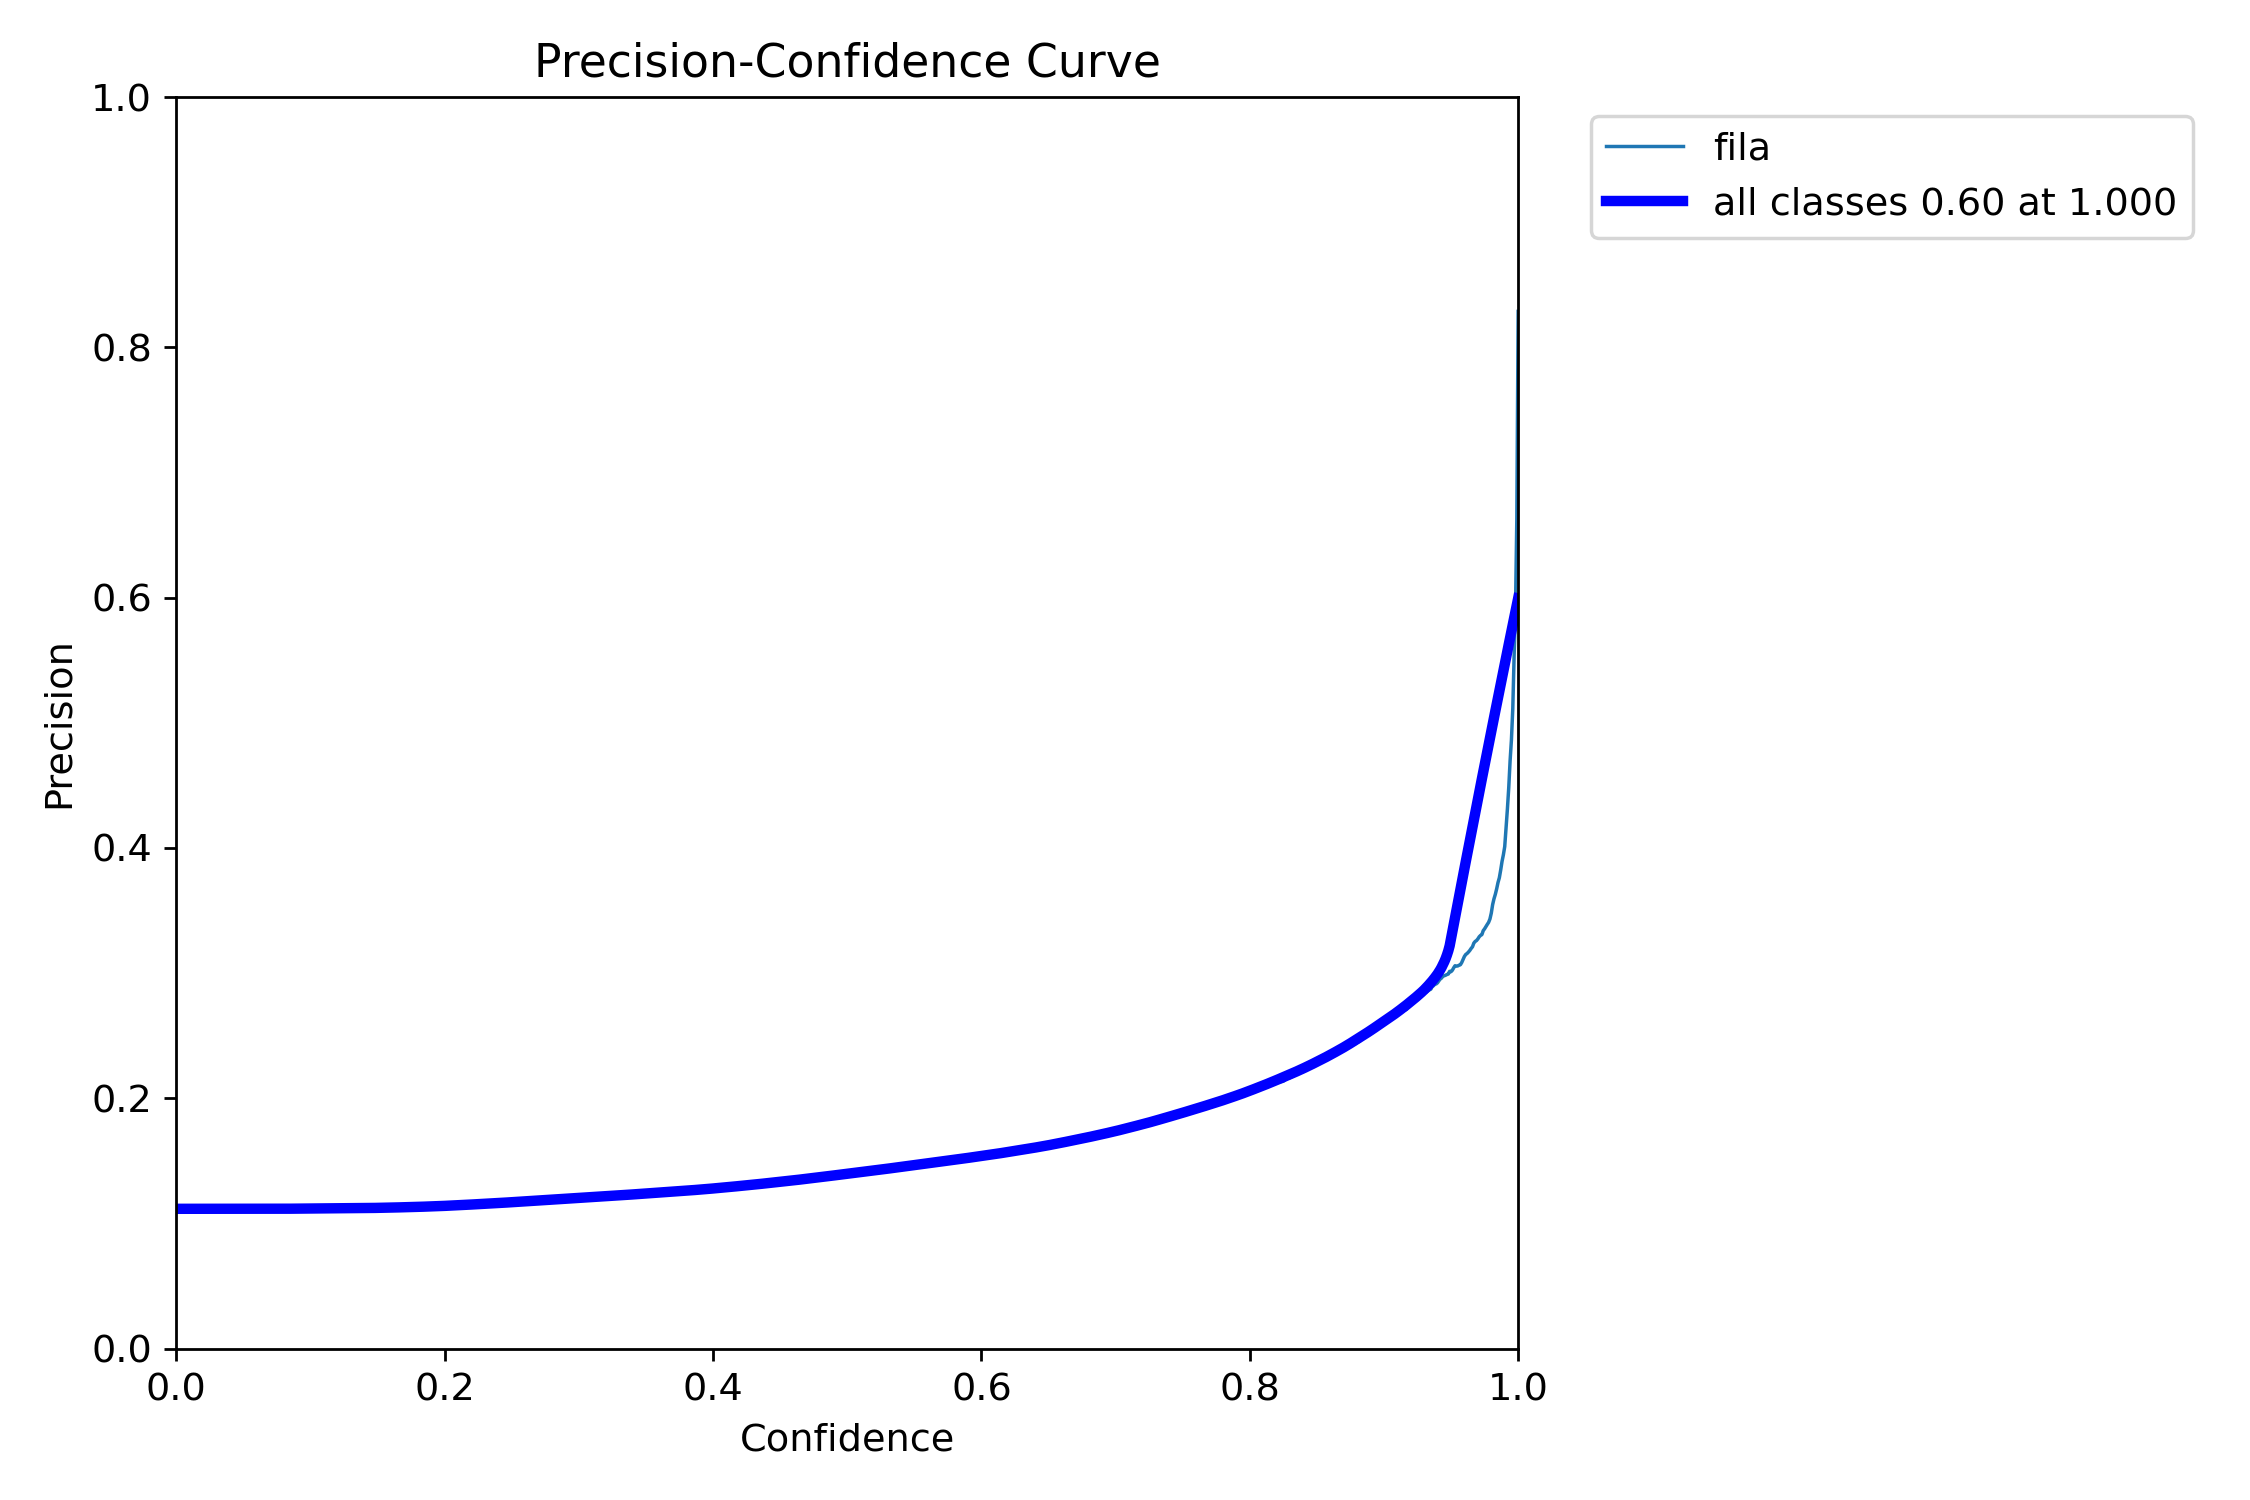 Precision-Confidence Curve
fila
all classes 0.60 at 1.000
Precision
1.0
0.8
0.6
0.4
0.2
0.0
0.0 0.2 0.4 0.6 0.8 1.0
Confidence